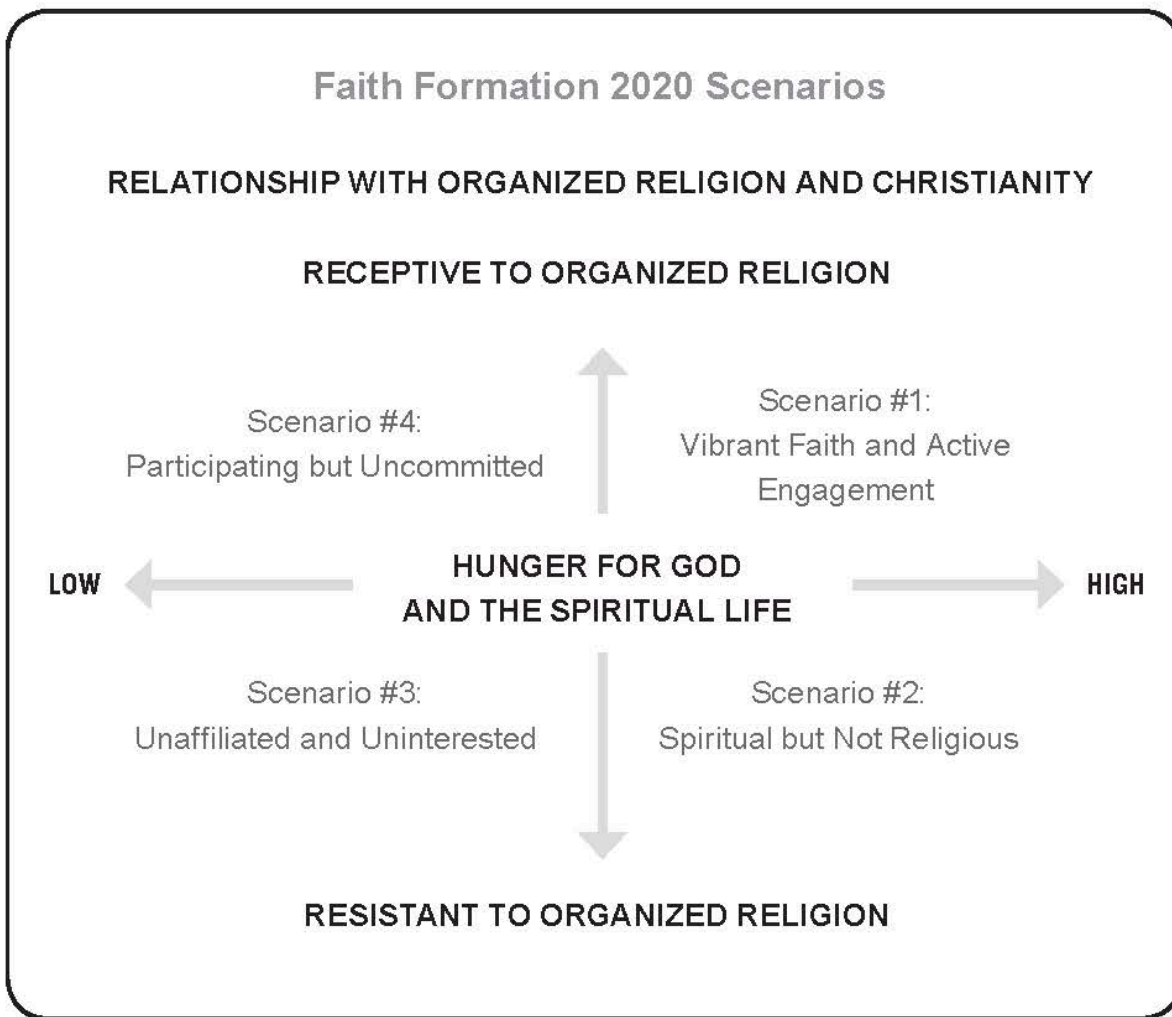 Faith Formation 2020 Scenarios
RELATIONSHIP WITH ORGANIZED RELIGION AND CHRISTIANITY
RECEPTIVE TO ORGANIZED RELIGION
Scenario #4:
Participating but Uncommitted
Scenario #1:
Vibrant Faith and Active
Engagement
LOW
HUNGER FOR GOD
AND THE SPIRITUAL LIFE
HIGH
Scenario #3:
Unaffiliated and Uninterested
Scenario #2:
Spiritual but Not Religious
RESISTANT TO ORGANIZED RELIGION